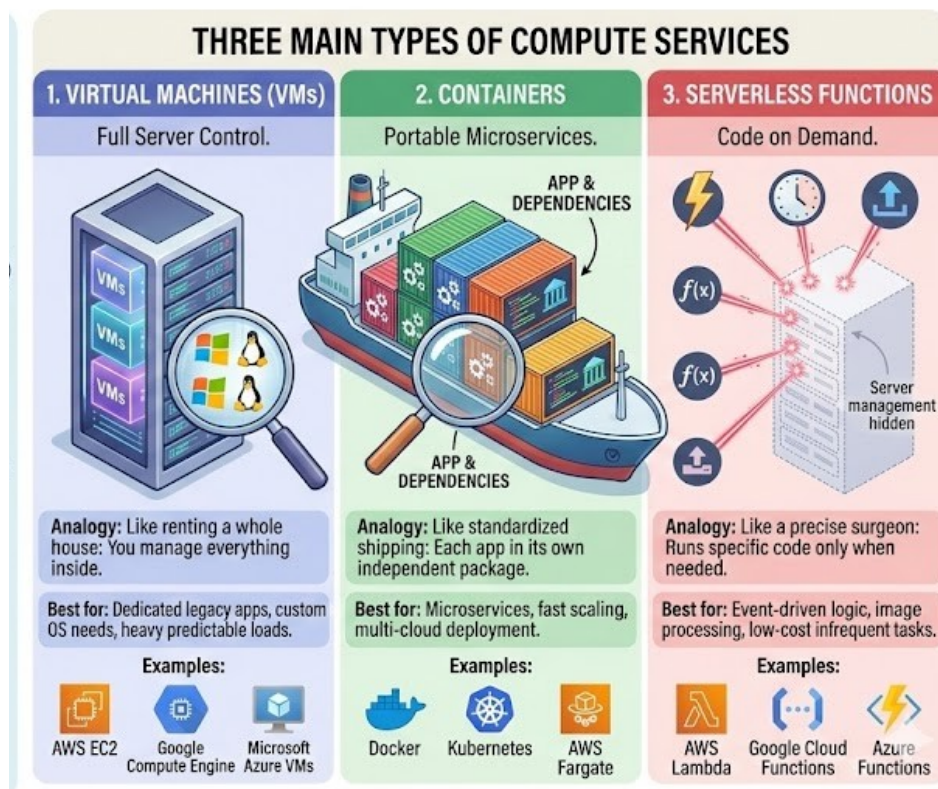 THREE MAIN TYPES OF COMPUTE SERVICES
1. VIRTUAL MACHINES (VMs)
Full Server Control.
VMs
VMs
VMs
Analogy: Like renting a whole
house: You manage everything
inside.
Best for: Dedicated legacy apps, custom
OS needs, heavy predictable loads.
Examples:
AWS EC2
Google
Compute Engine
Microsoft
Azure VMs
2. CONTAINERS
Portable Microservices.
APP &
DEPENDENCIES
APP &
DEPENDENCIES
Analogy: Like standardized
shipping: Each app in its own
independent package.
Best for: Microservices, fast scaling,
multi-cloud deployment.
Examples:
Docker
Kubernetes
AWS
Fargate
3. SERVERLESS FUNCTIONS
Code on Demand.
f(x)
f(x)
Server
management
hidden
Analogy: Like a precise surgeon:
Runs specific code only when
needed.
Best for: Event-driven logic, image
processing, low-cost infrequent tasks.
Examples:
AWS
Lambda
Google Cloud
Functions
Azure
Functions